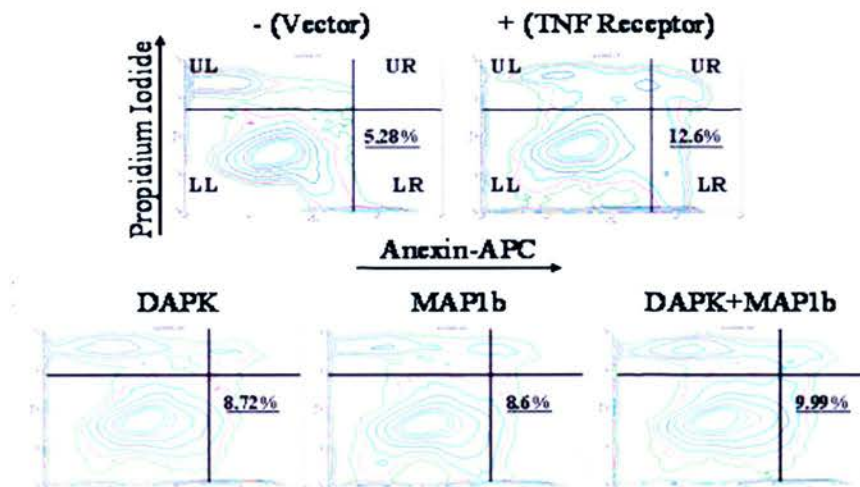 - (Vector)
+ (TNF Receptor)
Propidium Iodide
UL UR
5.28%
LL LR
UL UR
12.6%
LL LR
Anexin-APC
DAPK
MAP1b
DAPK+MAP1b
8.72%
8.6%
9.99%